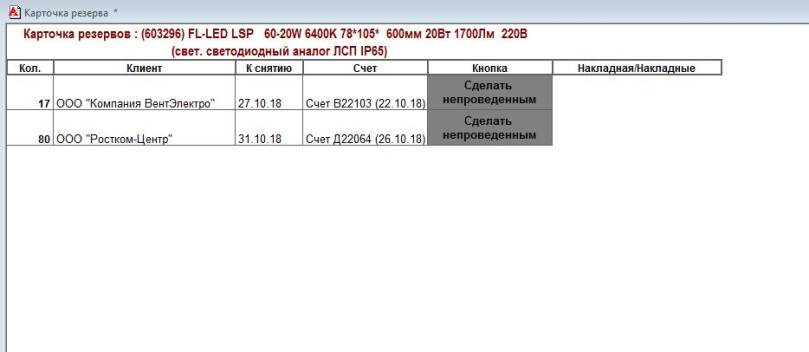 Карточка резерва *
Карточка резервов : (603296) FL-LED LSP 60-20W 6400K 78*105* 600мм 20Вт 1700Лм 220В
(свет. светодиодный аналог ЛСП IP65)
Кол. Клиент К снятию Счет Кнопка Накладная/Накладные
17 ООО "Компания ВентЭлектро" 27.10.18 Счет В22103 (22.10.18) Сделать
непроведенным
80 ООО "Ростком-Центр" 31.10.18 Счет Д22064 (26.10.18) Сделать
непроведенным